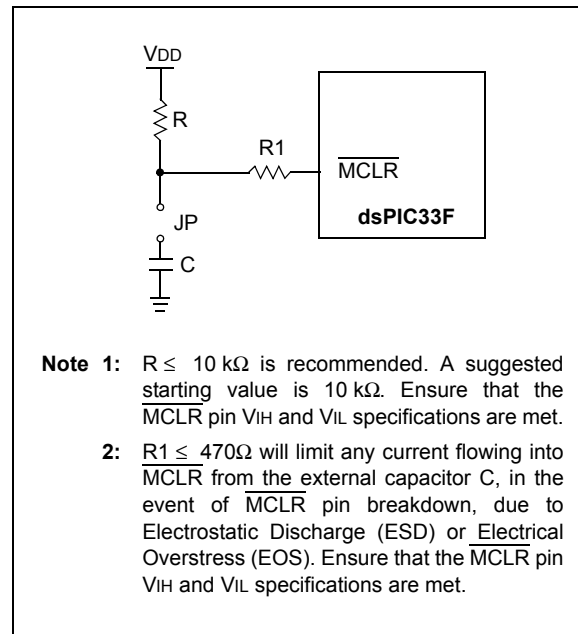 VDD
R
R1
MCLR
dsPIC33F
JP
C
Note 1: R ≤ 10 kΩ is recommended. A suggested
starting value is 10 kΩ. Ensure that the
MCLR pin VIH and VIL specifications are met.
2: R1 ≤ 470Ω will limit any current flowing into
MCLR from the external capacitor C, in the
event of MCLR pin breakdown, due to
Electrostatic Discharge (ESD) or Electrical
Overstress (EOS). Ensure that the MCLR pin
VIH and VIL specifications are met.